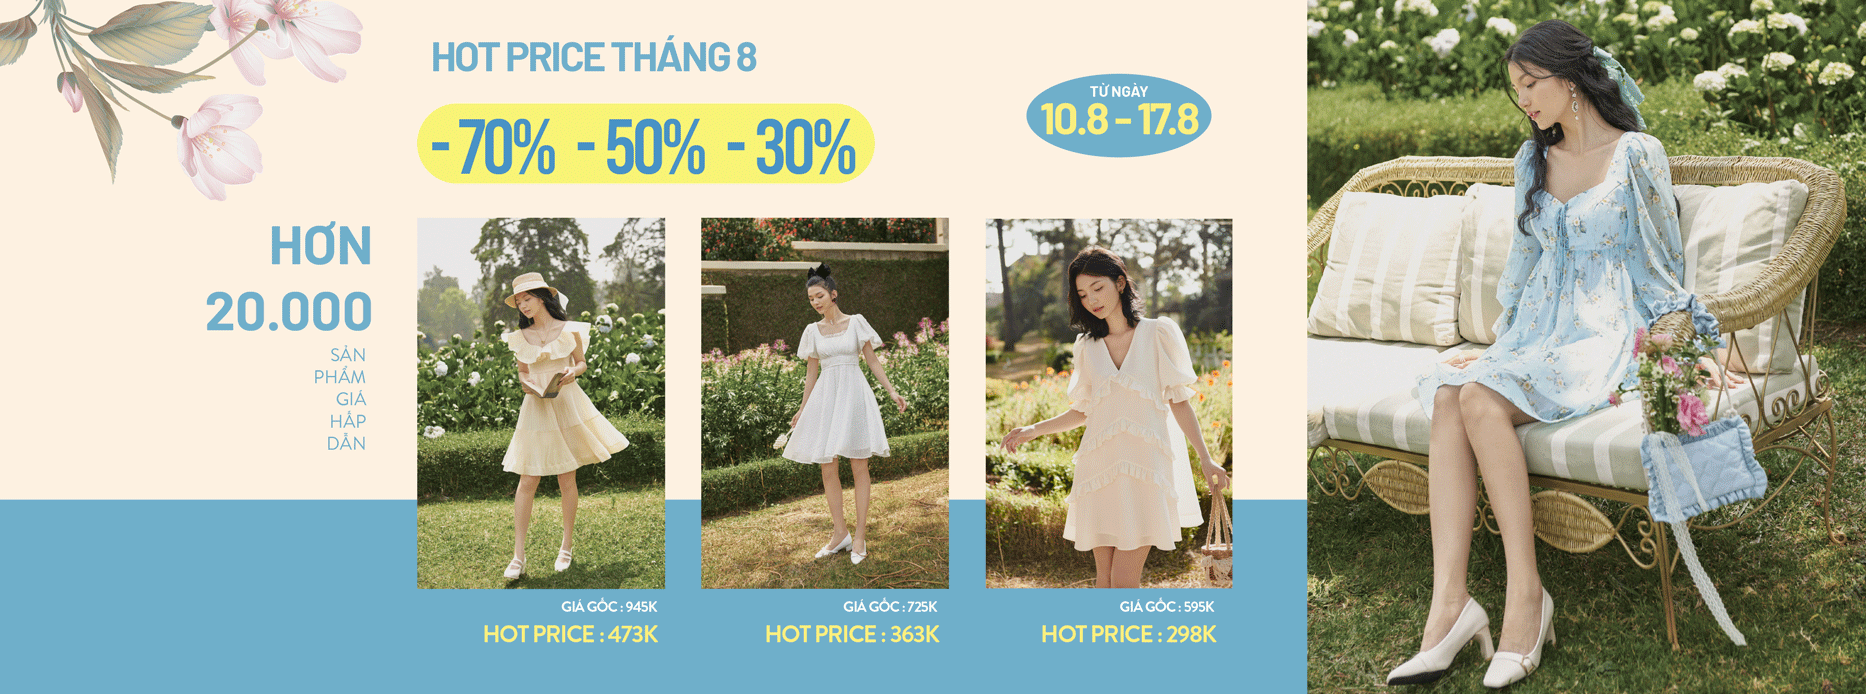 HOT PRICE THÁNG 8
- 70% - 50% - 30%
TỪ NGÀY
10.8 - 17.8
HƠN
20.000
SẢN
PHẨM
GIÁ
HẤP
DẪN
GIÁ GỐC : 945K
HOT PRICE : 473K
GIÁ GỐC : 725K
HOT PRICE : 363K
GIÁ GỐC : 595K
HOT PRICE : 298K